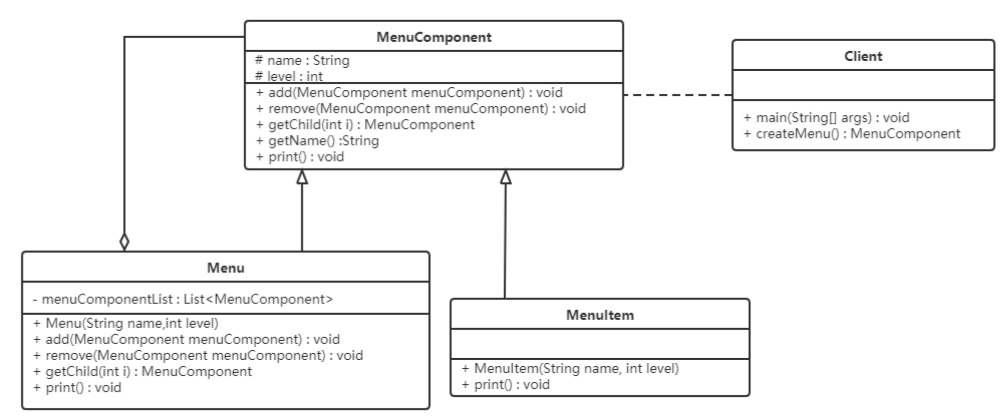 MenuComponent
# name : String
# level : int
+ add(MenuComponent menuComponent) : void
+ remove(MenuComponent menuComponent) : void
+ getChild(int i) : MenuComponent
+ getName() :String
+ print() : void
Client
+ main(String[] args) : void
+ createMenu() : MenuComponent
Menu
- menuComponentList : List<MenuComponent>
+ Menu(String name,int level)
+ add(MenuComponent menuComponent) : void
+ remove(MenuComponent menuComponent) : void
+ getChild(int i) : MenuComponent
+ print() : void
MenuItem
+ MenuItem(String name, int level)
+ print() : void